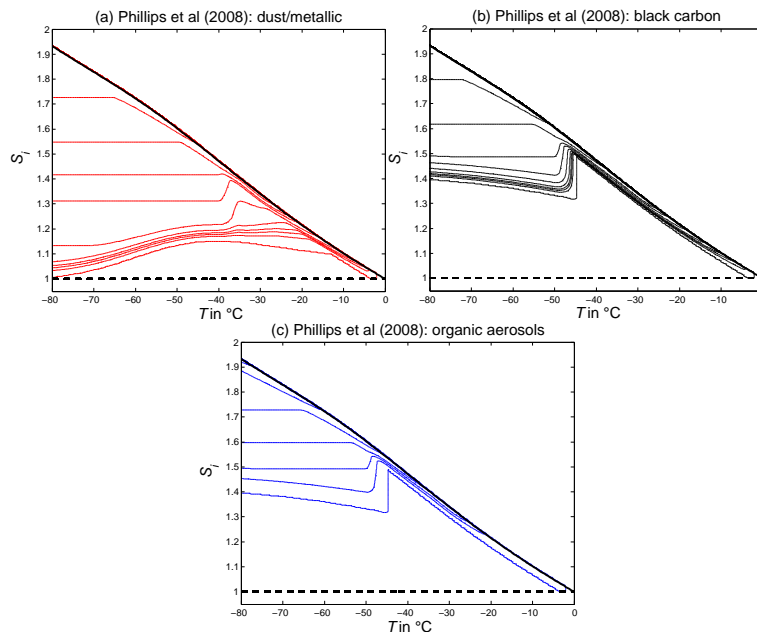 (a) Phillips et al (2008): dust/metallic
2
1.9
1.8
1.7
1.6
1.5
1.4
1.3
1.2
1.1
1
S_i
−80 −70 −60 −50 −40 −30 −20 −10 0
T in °C
(b) Phillips et al (2008): black carbon
2
1.9
1.8
1.7
1.6
1.5
1.4
1.3
1.2
1.1
1
S_i
−80 −70 −60 −50 −40 −30 −20 −10
T in °C
(c) Phillips et al (2008): organic aerosols
2
1.9
1.8
1.7
1.6
1.5
1.4
1.3
1.2
1.1
1
S_i
−80 −70 −60 −50 −40 −30 −20 −10 0
T in °C